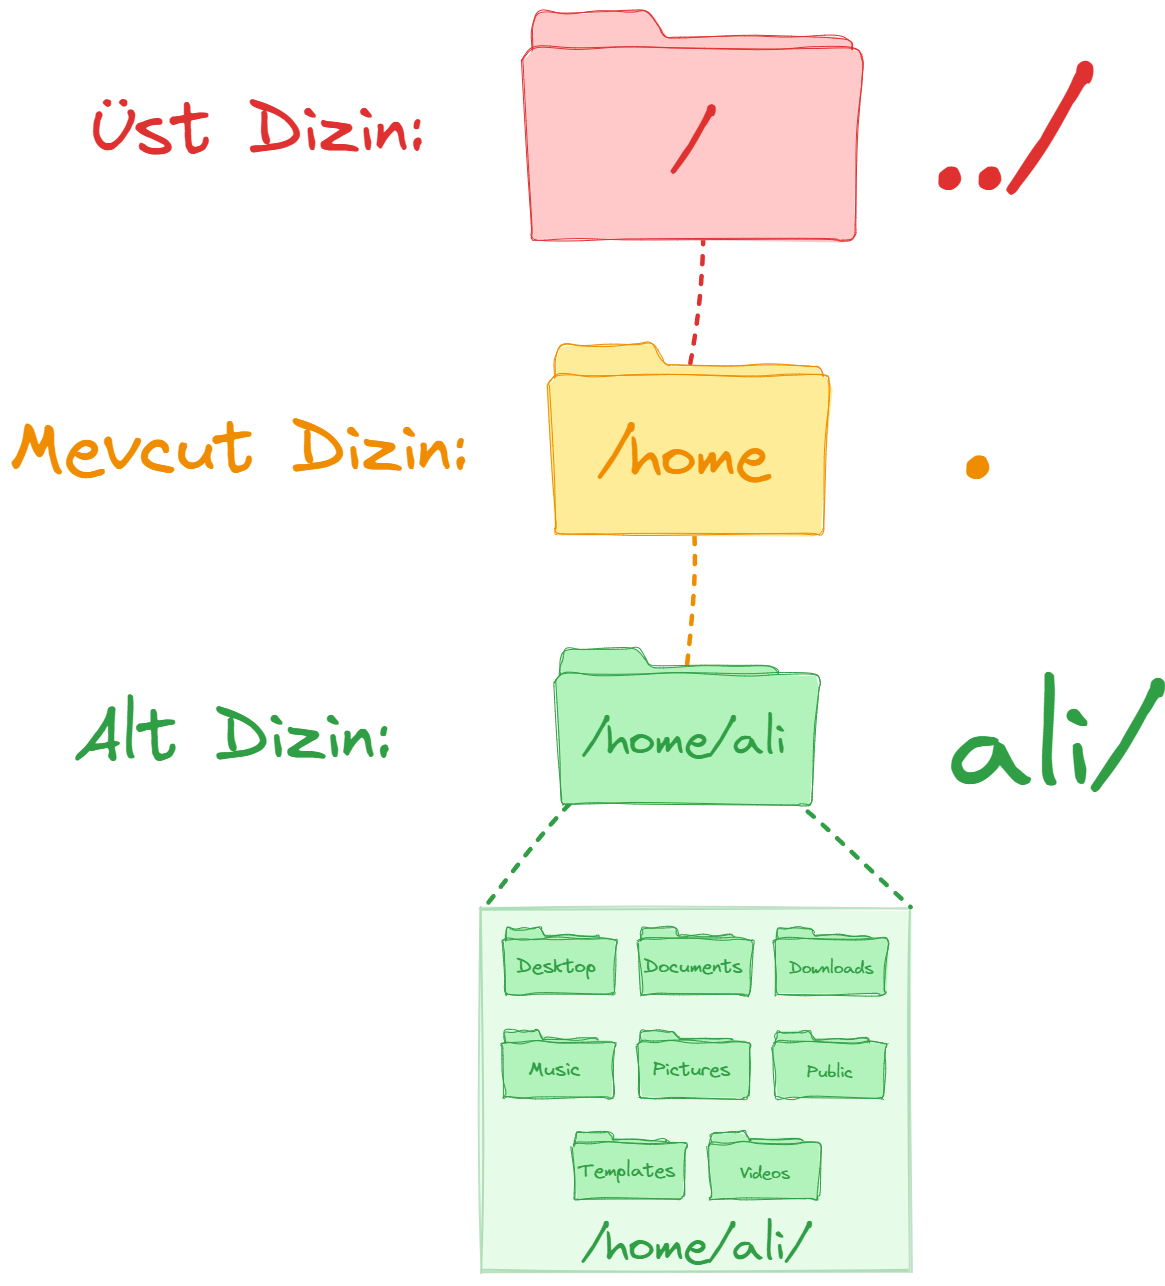 /
Üst Dizin:
../
Mevcut Dizin:
/home
.
Alt Dizin:
/home/ali
ali/
Desktop
Documents
Downloads
Music
Pictures
Public
Templates
Videos
/home/ali/